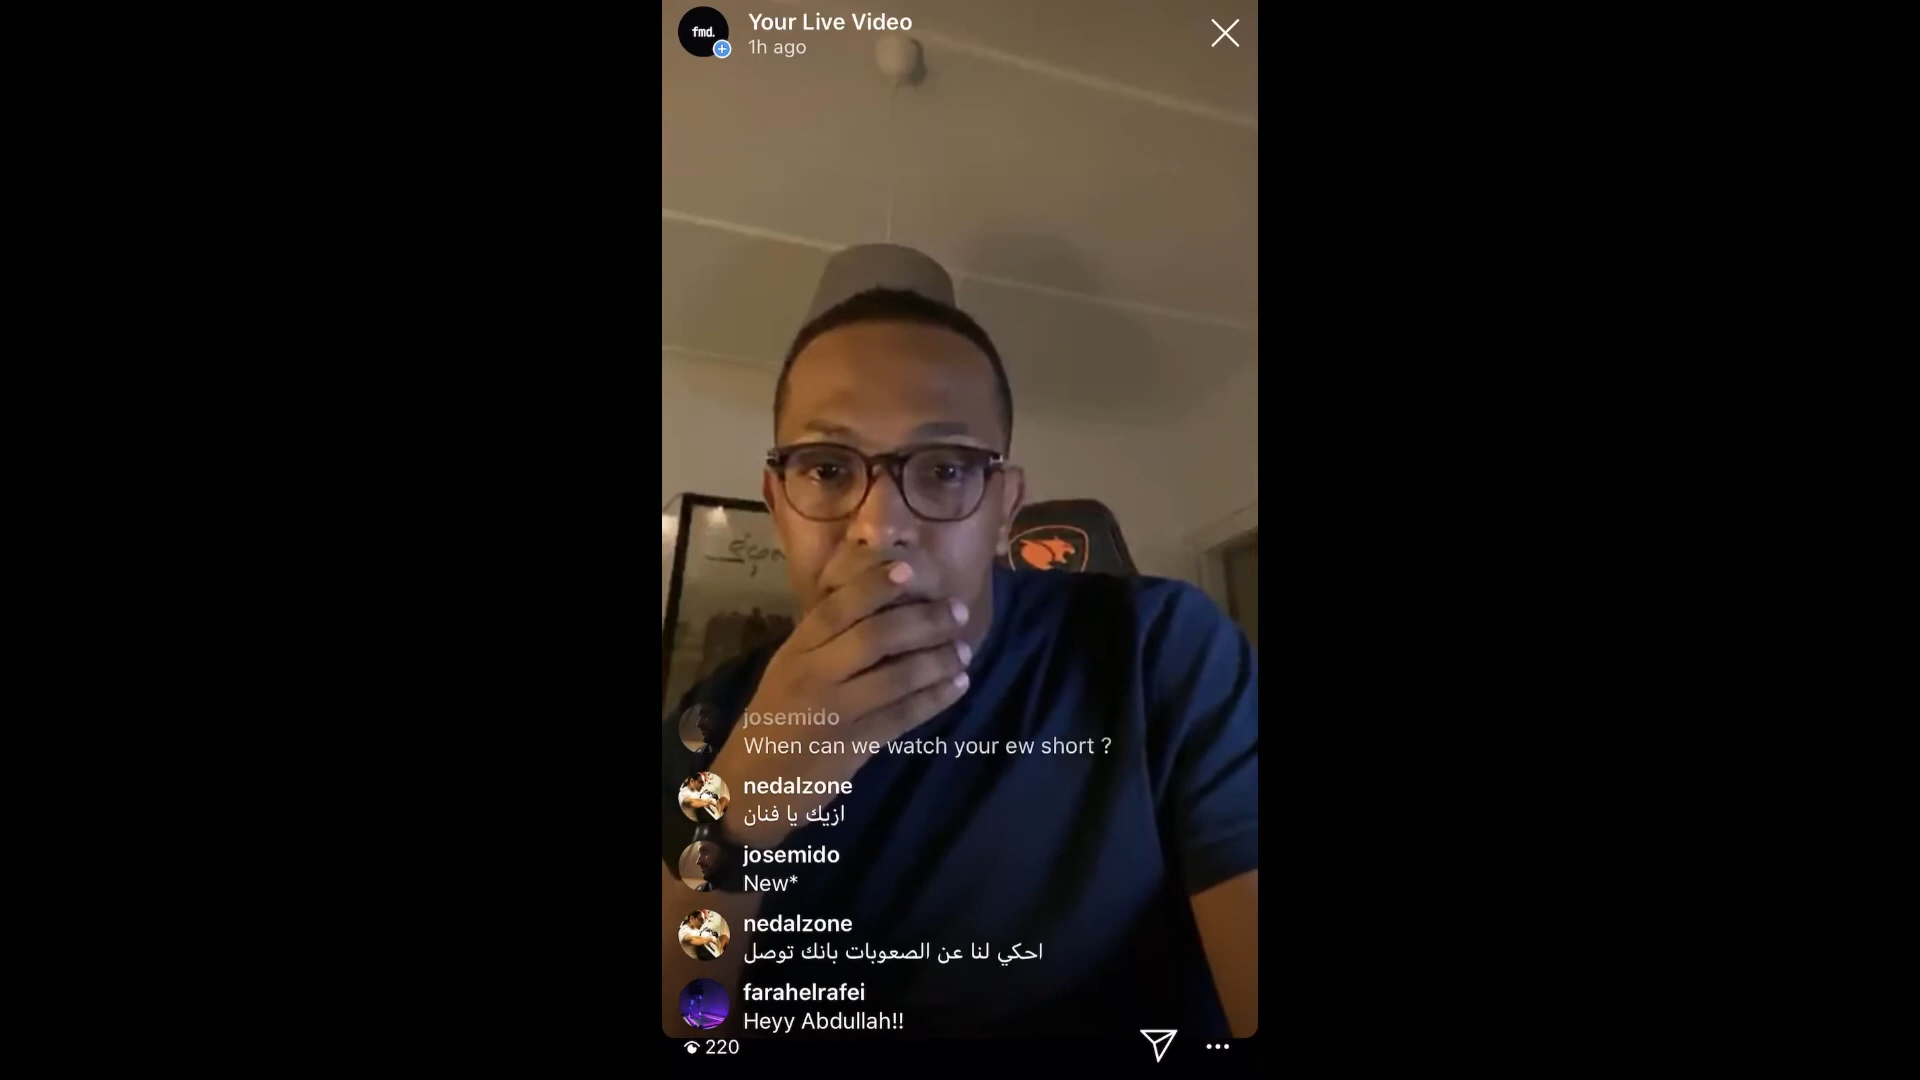 fmd.
Your Live Video
1h ago
josemido
When can we watch your ew short ?
nedalzone
ازيك يا فنان
josemido
New*
nedalzone
احكي لنا عن الصعوبات بانك توصل
farahelrafei
Heyy Abdullah!!
220